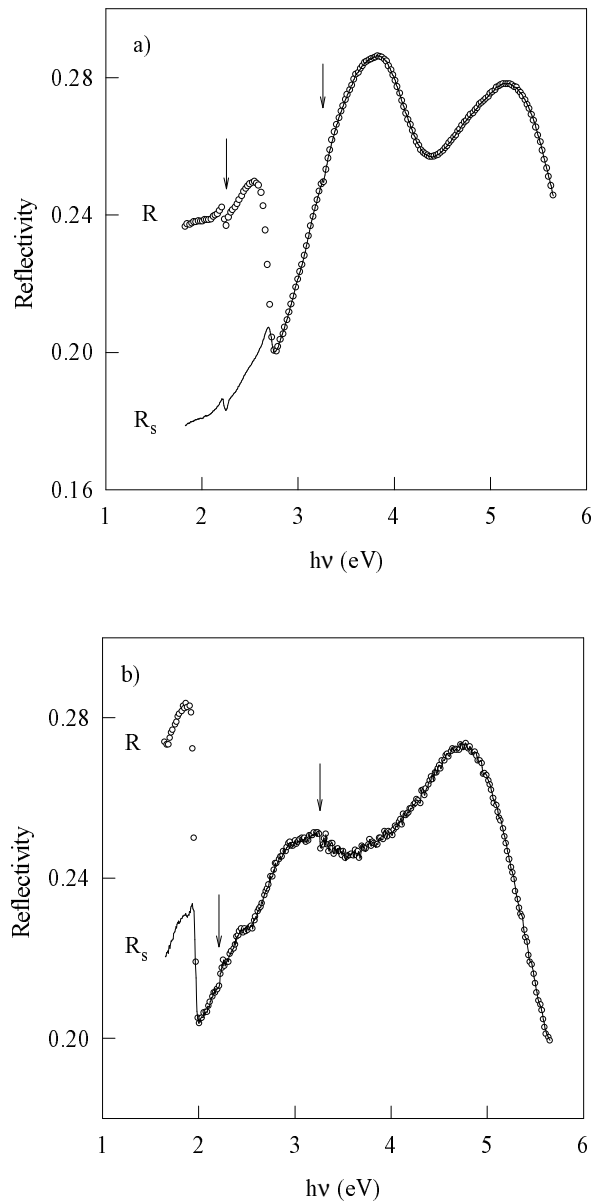 a)
0.28
0.24
0.20
0.16
Reflectivity
R
Rs
1 2 3 4 5 6
hν (eV)
b)
0.28
0.24
0.20
Reflectivity
R
Rs
1 2 3 4 5 6
hν (eV)